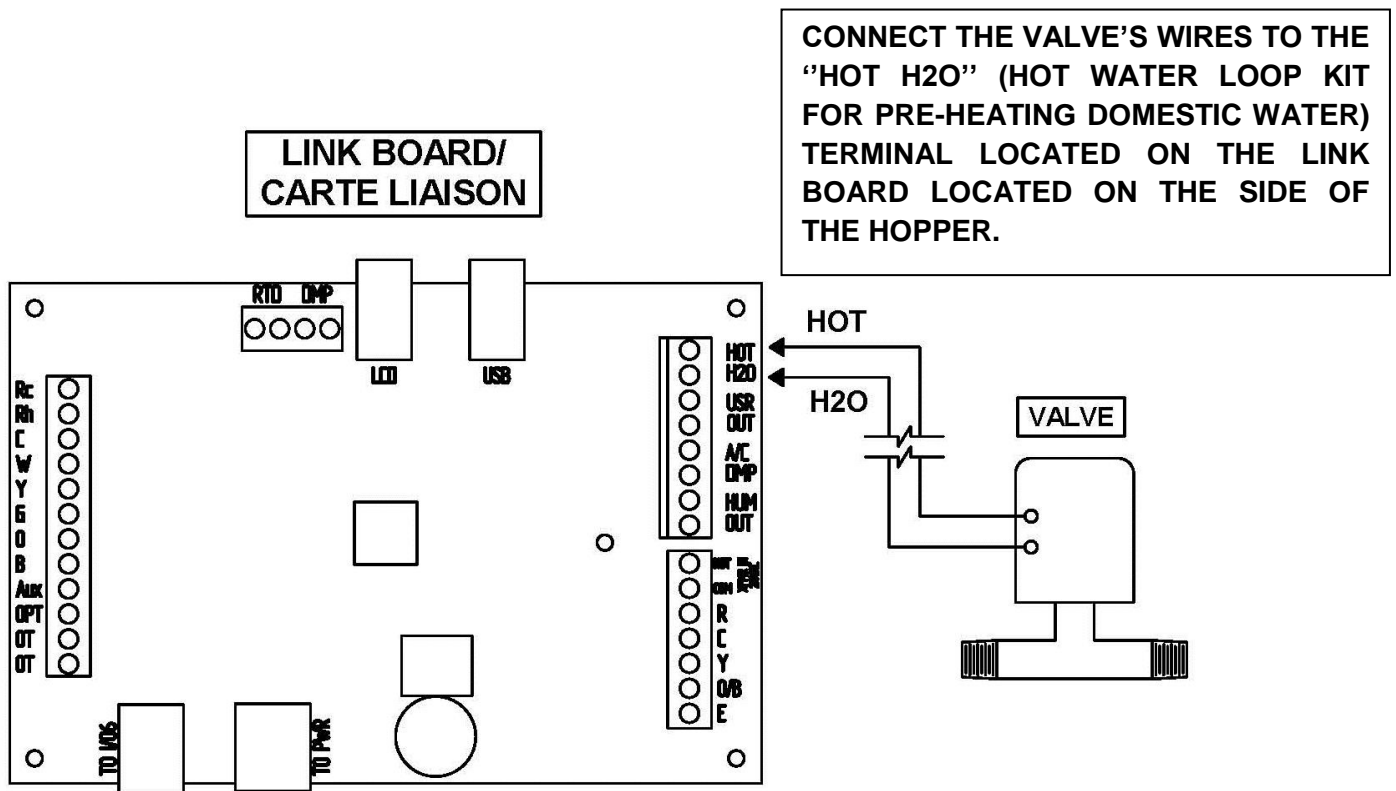 CONNECT THE VALVE'S WIRES TO THE
‘’HOT H2O’’ (HOT WATER LOOP KIT
FOR PRE-HEATING DOMESTIC WATER)
TERMINAL LOCATED ON THE LINK
BOARD LOCATED ON THE SIDE OF
THE HOPPER.
LINK BOARD/
CARTE LIAISON
RTD DMP
LCD
USB
Rc
Rh
C
W
Y
G
O
B
Aux
OPT
OT
OT
TO I/O6
TO PWR
HOT
H2O
USR
OUT
A/C
DMP
HUM
OUT
COM
R
C
Y
O/B
E
HOT
H2O
VALVE